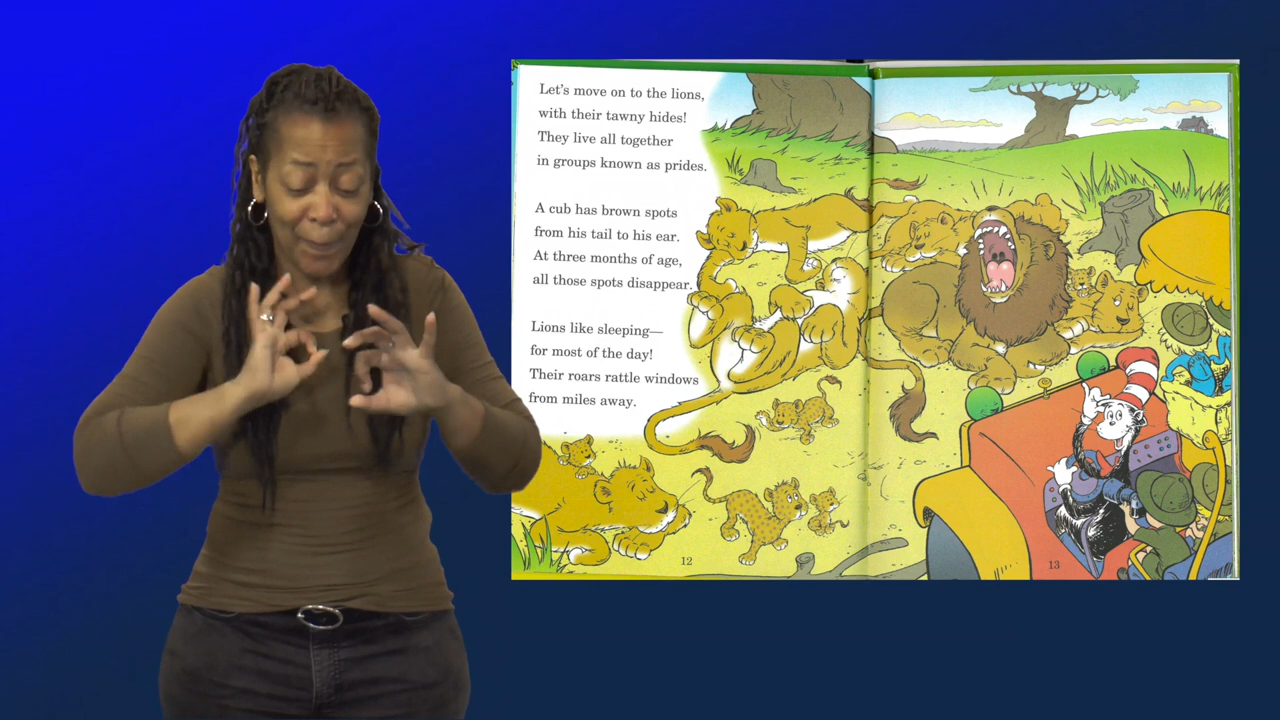 Let's move on to the lions,
with their tawny hides!
They live all together
in groups known as prides.
A cub has brown spots
from his tail to his ear.
At three months of age,
all those spots disappear.
Lions like sleeping—
for most of the day!
Their roars rattle windows
from miles away.
12
13